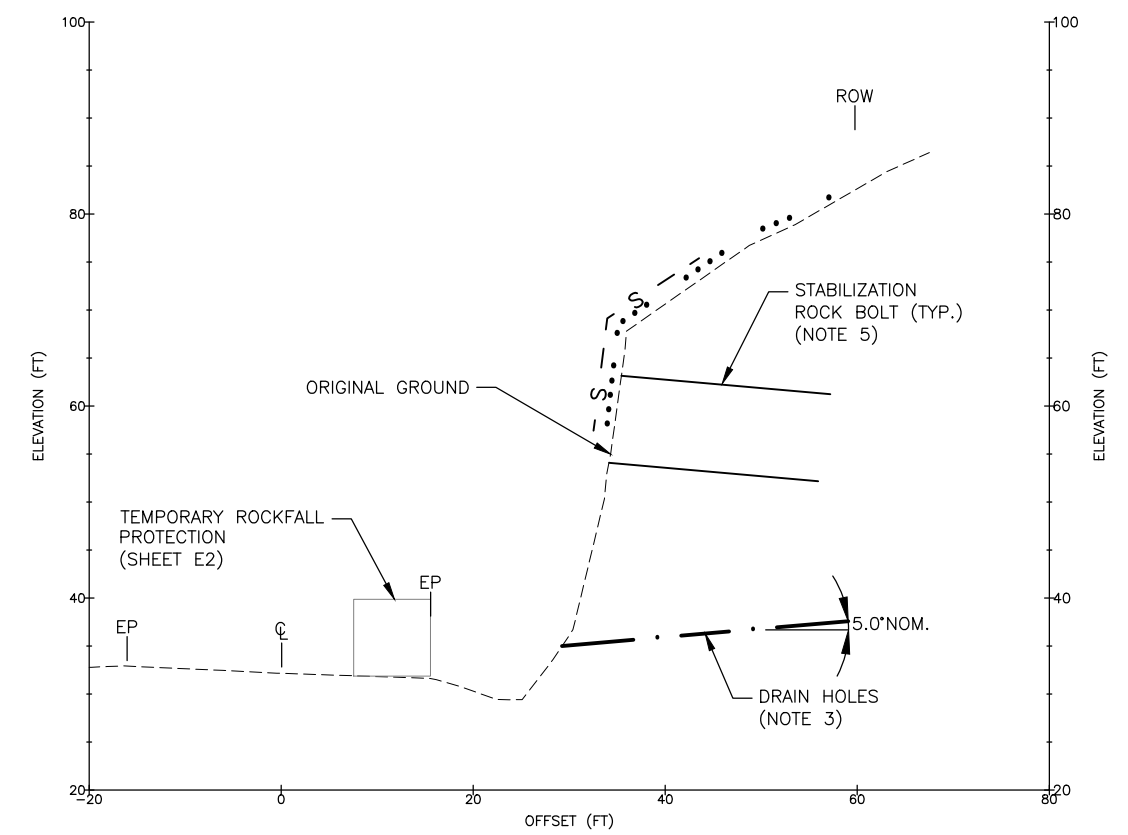 100
100
ROW
80
80
STABILIZATION
ROCK BOLT (TYP.)
(NOTE 5)
ORIGINAL GROUND
S
S
60
60
ELEVATION (FT)
ELEVATION (FT)
TEMPORARY ROCKFALL
PROTECTION
(SHEET E2)
EP
40
40
EP
℄
5.0° NOM.
DRAIN HOLES
(NOTE 3)
20
20
-20
0
20
40
60
80
OFFSET (FT)